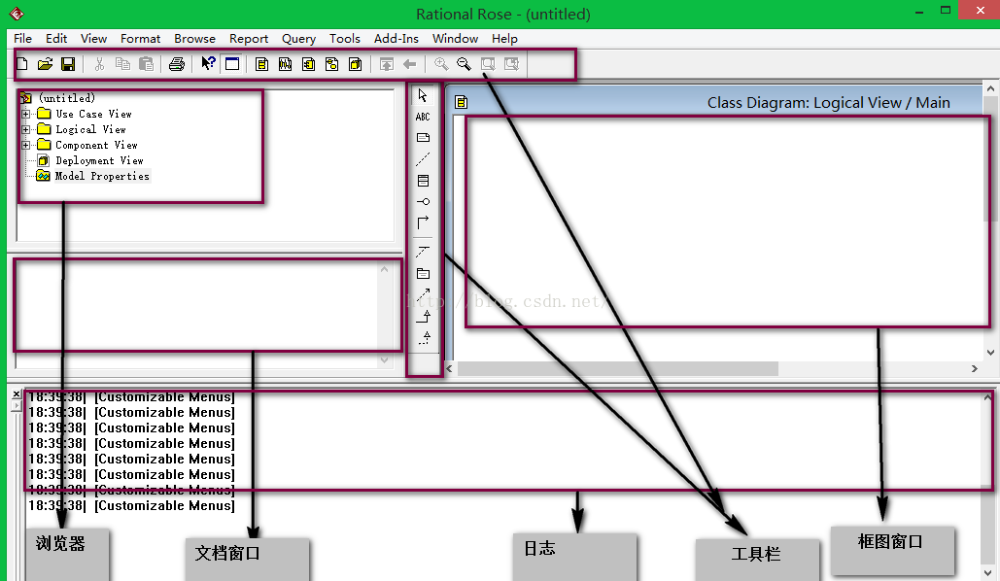 Rational Rose - (untitled)
File Edit View Format Browse Report Query Tools Add-Ins Window Help
(untitled)
Use Case View
Logical View
Component View
Deployment View
Model Properties
ABC
Class Diagram: Logical View / Main
http://blog.csdn.net/
18:39:38| [Customizable Menus]
18:39:38| [Customizable Menus]
18:39:38| [Customizable Menus]
18:39:38| [Customizable Menus]
18:39:38| [Customizable Menus]
18:39:38| [Customizable Menus]
18:39:38| [Customizable Menus]
18:39:38| [Customizable Menus]
浏览器
文档窗口
日志
工具栏
框图窗口